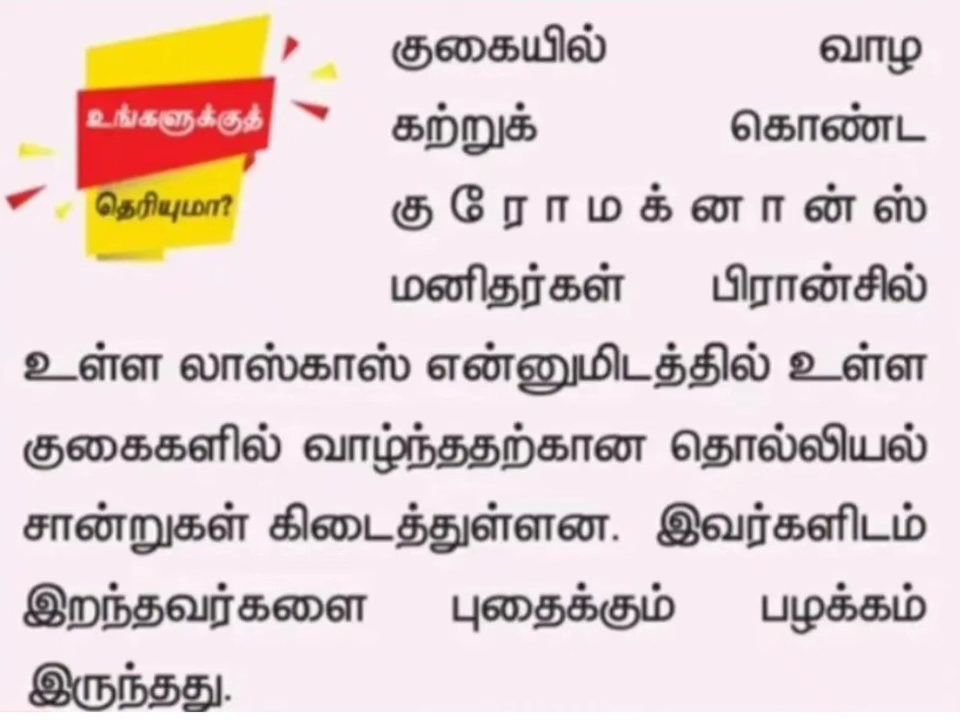 உங்களுக்குத்
தெரியுமா?
குகையில் வாழ
கற்றுக் கொண்ட
குரோமக்னான்ஸ்
மனிதர்கள் பிரான்சில்
உள்ள லாஸ்காஸ் என்னுமிடத்தில் உள்ள
குகைகளில் வாழ்ந்ததற்கான தொல்லியல்
சான்றுகள் கிடைத்துள்ளன. இவர்களிடம்
இறந்தவர்களை புதைக்கும் பழக்கம்
இருந்தது.